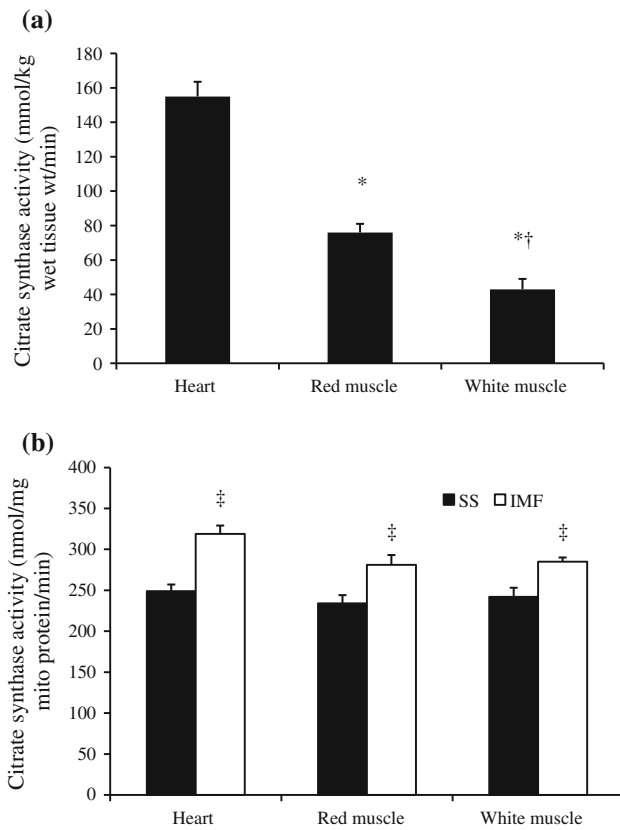 (a)
Citrate synthase activity (mmol/kg
wet tissue wt/min)
180
160
140
120
100
80
60
40
20
0
*
*†
Heart Red muscle White muscle
(b)
Citrate synthase activity (nmol/mg
mito protein/min)
400
350
300
250
200
150
100
50
0
‡
‡
‡
SS IMF
Heart Red muscle White muscle